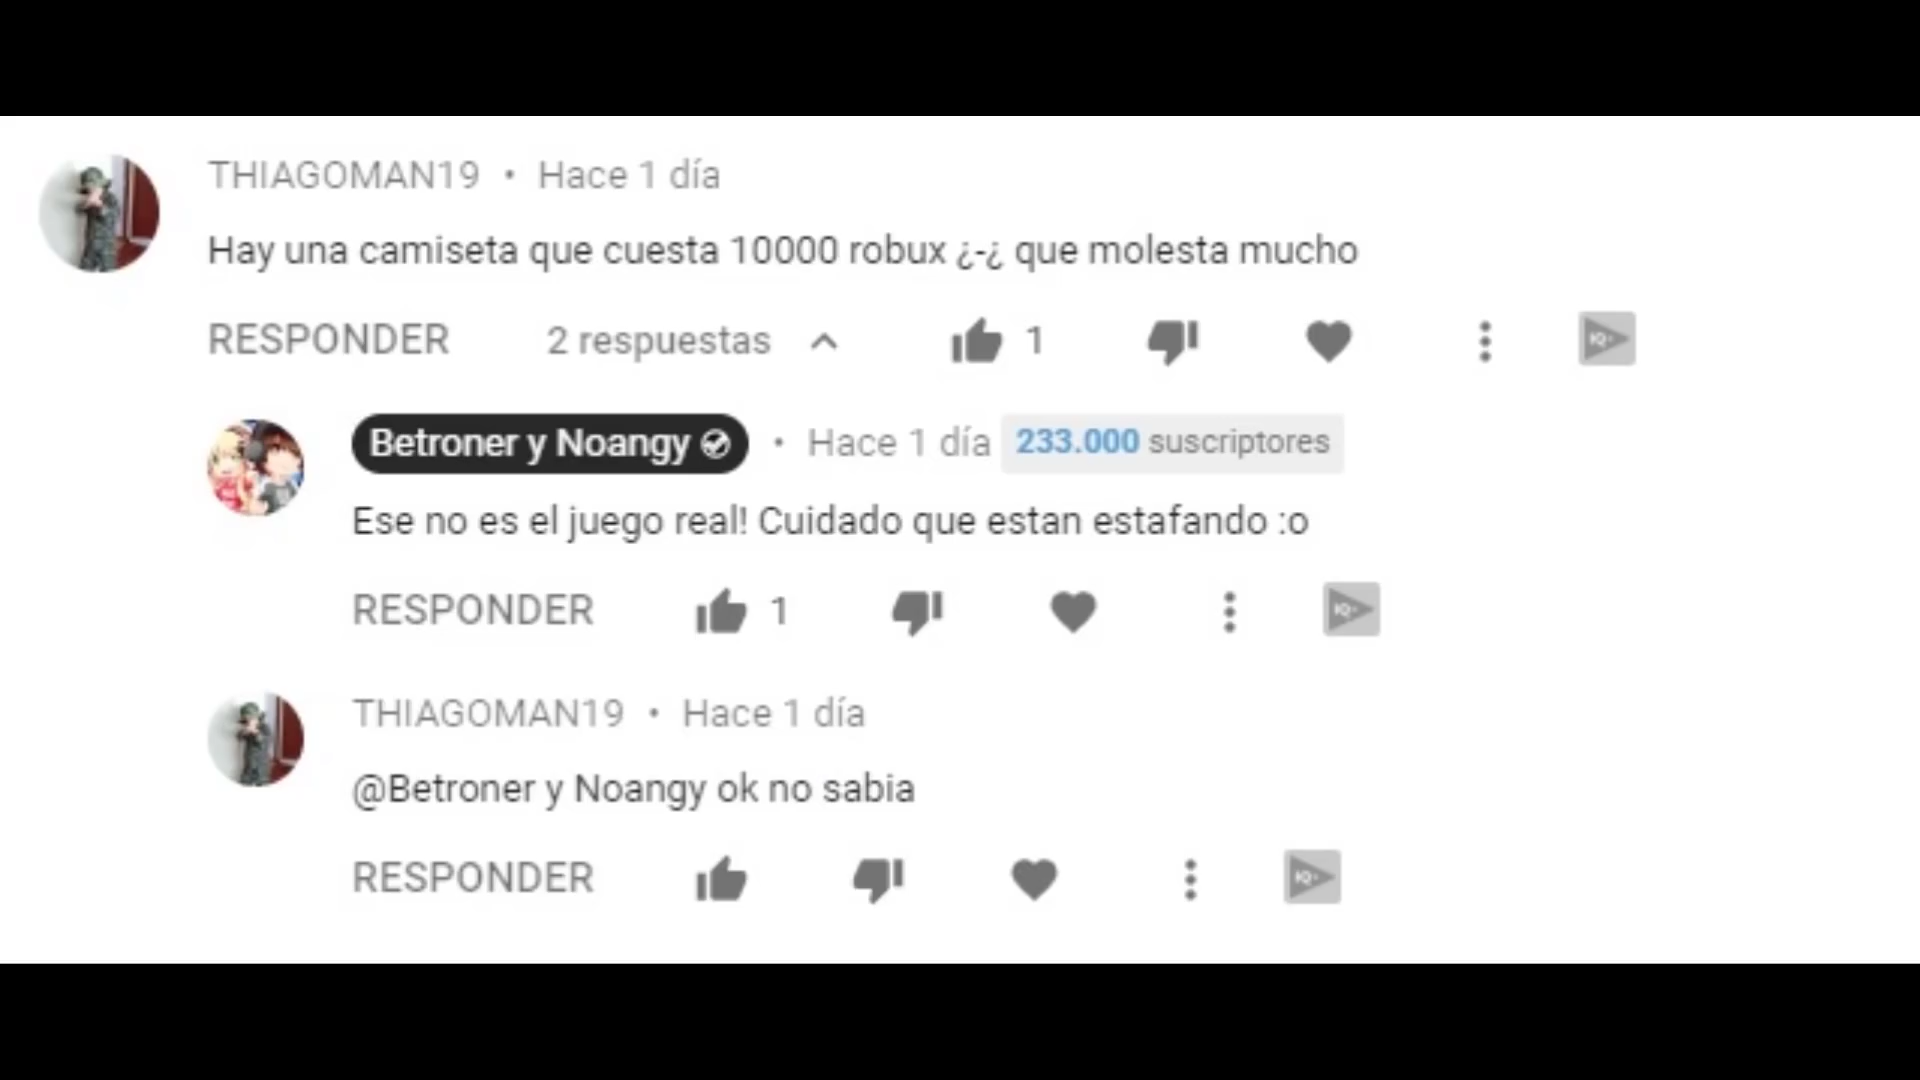 THIAGOMAN19 • Hace 1 día
Hay una camiseta que cuesta 10000 robux ¿-¿ que molesta mucho
RESPONDER 2 respuestas 1
Betroner y Noangy • Hace 1 día 233.000 suscriptores
Ese no es el juego real! Cuidado que estan estafando :o
RESPONDER 1
THIAGOMAN19 • Hace 1 día
@Betroner y Noangy ok no sabia
RESPONDER